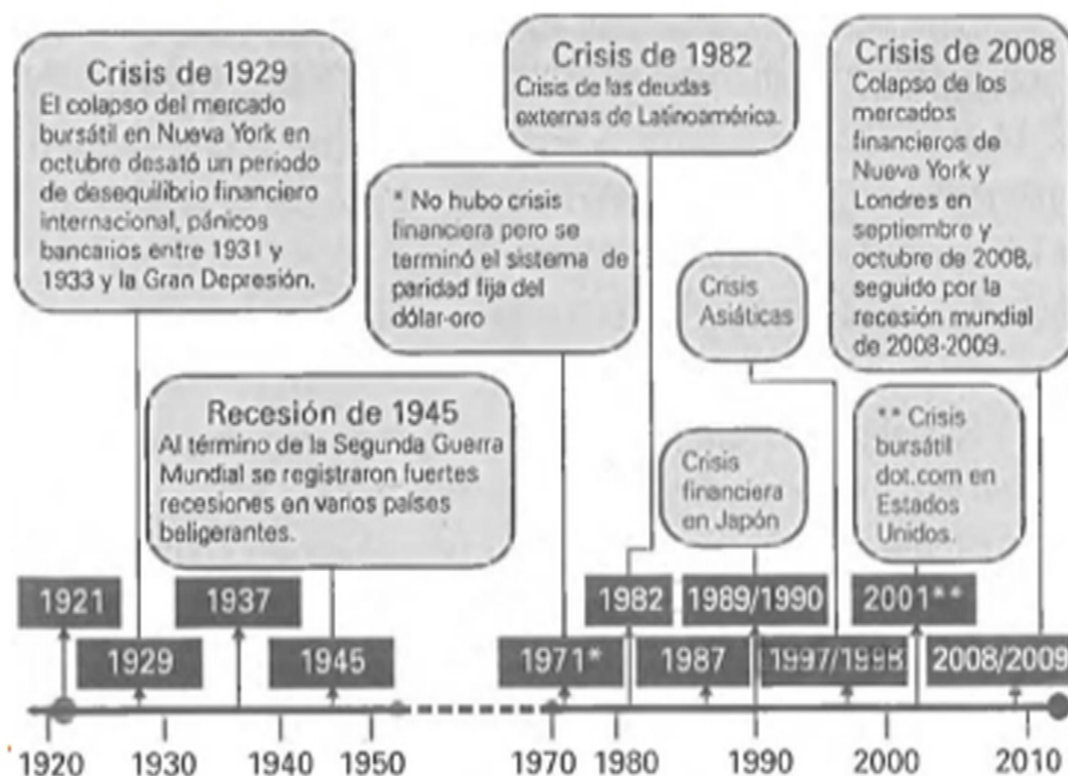 Crisis de 1929
El colapso del mercado
bursátil en Nueva York en
octubre desató un periodo
de desequilibrio financiero
internacional, pánicos
bancarios entre 1931 y
1933 y la Gran Depresión.
Recesión de 1945
Al término de la Segunda Guerra
Mundial se registraron fuertes
recesiones en varios países
beligerantes.
* No hubo crisis
financiera pero se
terminó el sistema de
paridad fija del
dólar-oro
Crisis de 1982
Crisis de las deudas
externas de Latinoamérica.
Crisis
financiera
en Japón
Crisis
Asiáticas
** Crisis
bursátil
dot.com en
Estados
Unidos.
Crisis de 2008
Colapso de los
mercados
financieros de
Nueva York y
Londres en
septiembre y
octubre de 2008,
seguido por la
recesión mundial
de 2008-2009.
1921
1937
1982
1989/1990
2001**
1929
1945
1971*
1987
1997/1998
2008/2009
1920
1930
1940
1950
1970
1980
1990
2000
2010